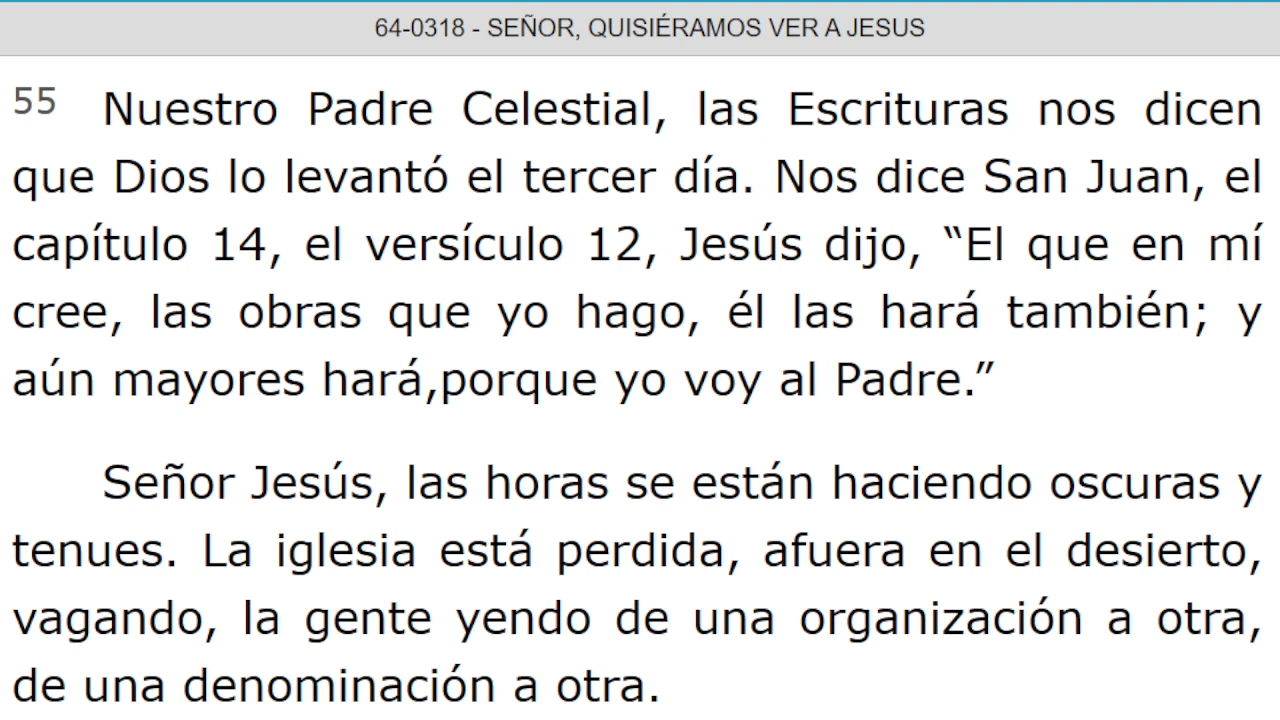 64-0318 - SEÑOR, QUISIÉRAMOS VER A JESUS
55 Nuestro Padre Celestial, las Escrituras nos dicen
que Dios lo levantó el tercer día. Nos dice San Juan, el
capítulo 14, el versículo 12, Jesús dijo, “El que en mí
cree, las obras que yo hago, él las hará también; y
aún mayores hará,porque yo voy al Padre.”
Señor Jesús, las horas se están haciendo oscuras y
tenues. La iglesia está perdida, afuera en el desierto,
vagando, la gente yendo de una organización a otra,
de una denominación a otra.